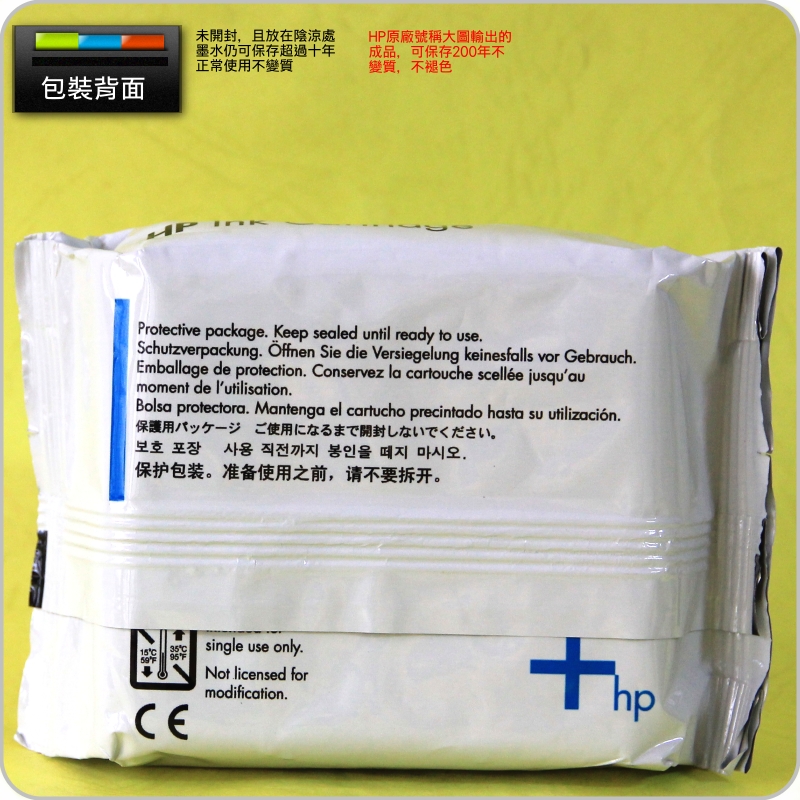 包裝背面
未開封，且放在陰涼處
墨水仍可保存超過十年
正常使用不變質
HP原廠號稱大圖輸出的
成品，可保存200年不
變質，不褪色
HP Ink Cartridge
Protective package. Keep sealed until ready to use.
Schutzverpackung. Öffnen Sie die Versiegelung keinesfalls vor Gebrauch.
Emballage de protection. Conservez la cartouche scellée jusqu’au
moment de l’utilisation.
Bolsa protectora. Mantenga el cartucho precintado hasta su utilización.
保護用パッケージ　ご使用になるまで開封しないでください。
보호 포장　사용 직전까지 봉인을 떼지 마시오.
保护包装。准备使用之前，请不要拆开。
single use only.
15°C 35°C
59°F 95°F
Not licensed for
modification.
CE
hp